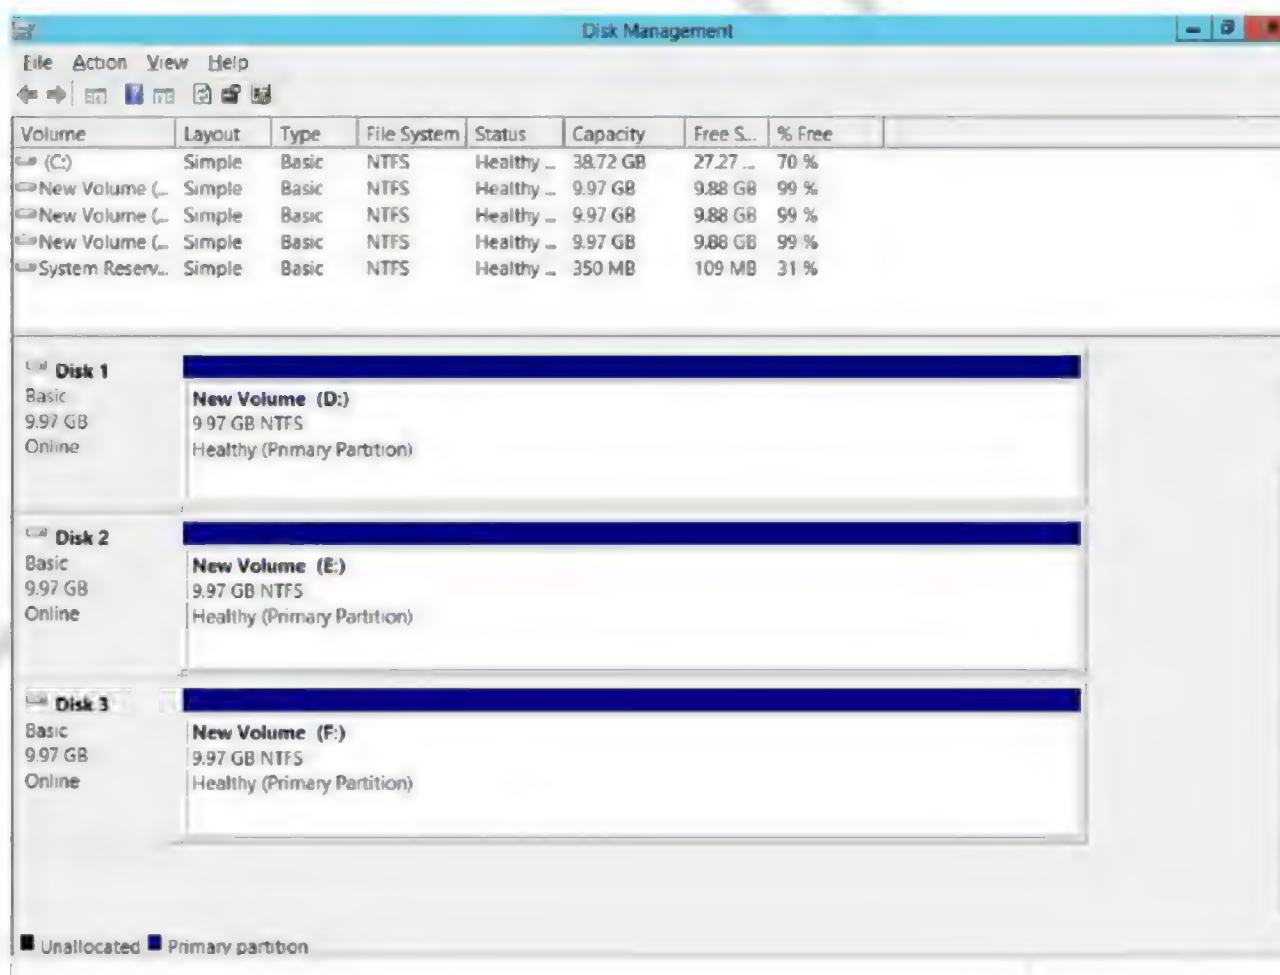 Disk Management
File Action View Help
Volume Layout Type File System Status Capacity Free S... % Free
(C:) Simple Basic NTFS Healthy ... 38.72 GB 27.27 ... 70 %
New Volume (... Simple Basic NTFS Healthy ... 9.97 GB 9.88 GB 99 %
New Volume (... Simple Basic NTFS Healthy ... 9.97 GB 9.88 GB 99 %
New Volume (... Simple Basic NTFS Healthy ... 9.97 GB 9.88 GB 99 %
System Reserv... Simple Basic NTFS Healthy ... 350 MB 109 MB 31 %
Disk 1
Basic
9.97 GB
Online
New Volume (D:)
9.97 GB NTFS
Healthy (Primary Partition)
Disk 2
Basic
9.97 GB
Online
New Volume (E:)
9.97 GB NTFS
Healthy (Primary Partition)
Disk 3
Basic
9.97 GB
Online
New Volume (F:)
9.97 GB NTFS
Healthy (Primary Partition)
Unallocated Primary partition